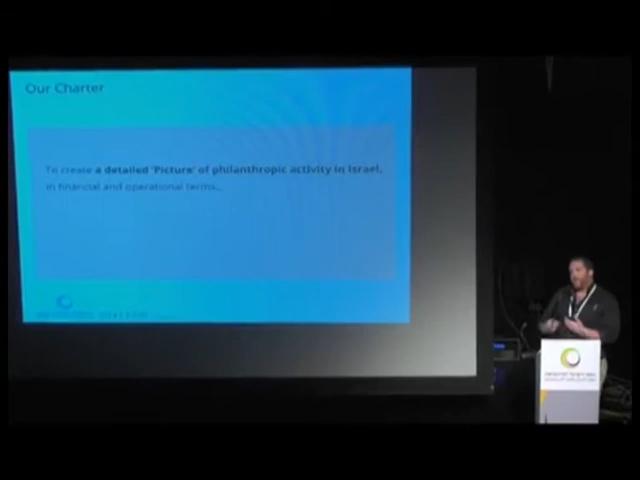 Our Charter
To create a detailed 'Picture' of philanthropic activity in Israel,
in financial and operational terms..